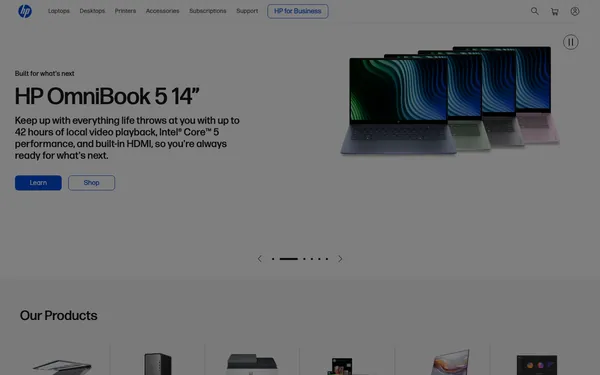 hp
Laptops Desktops Printers Accessories Subscriptions Support HP for Business
Built for what's next
HP OmniBook 5 14”
Keep up with everything life throws at you with up to
42 hours of local video playback, Intel® Core™ 5
performance, and built-in HDMI, so you're always
ready for what's next.
Learn Shop
Our Products